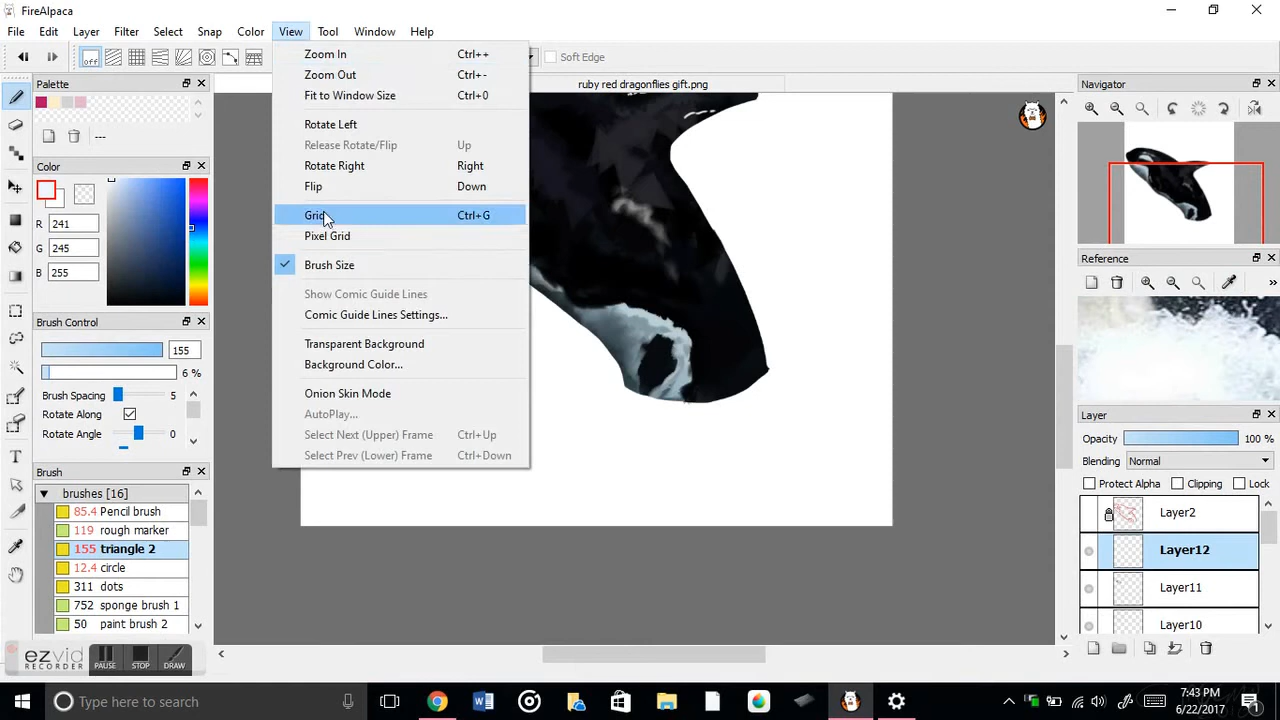 FireAlpaca
File Edit Layer Filter Select Snap Color View Tool Window Help
off Soft Edge
Palette
---
Color
R 241
G 245
B 255
Brush Control
155
6 %
Brush Spacing 5
Rotate Along
Rotate Angle 0
Brush
brushes [16]
85.4 Pencil brush
119 rough marker
155 triangle 2
12.4 circle
311 dots
752 sponge brush 1
50 paint brush 2
ezvid
RECORDER
PAUSE STOP DRAW
Zoom In Ctrl++
Zoom Out Ctrl+-
Fit to Window Size Ctrl+0
Rotate Left
Release Rotate/Flip Up
Rotate Right Right
Flip Down
Grid Ctrl+G
Pixel Grid
Brush Size
Show Comic Guide Lines
Comic Guide Lines Settings...
Transparent Background
Background Color...
Onion Skin Mode
AutoPlay...
Select Next (Upper) Frame Ctrl+Up
Select Prev (Lower) Frame Ctrl+Down
ruby red dragonflies gift.png
Navigator
Reference
Layer
Opacity 100 %
Blending Normal
Protect Alpha Clipping Lock
Layer2
Layer12
Layer11
Layer10
Type here to search
7:43 PM
6/22/2017